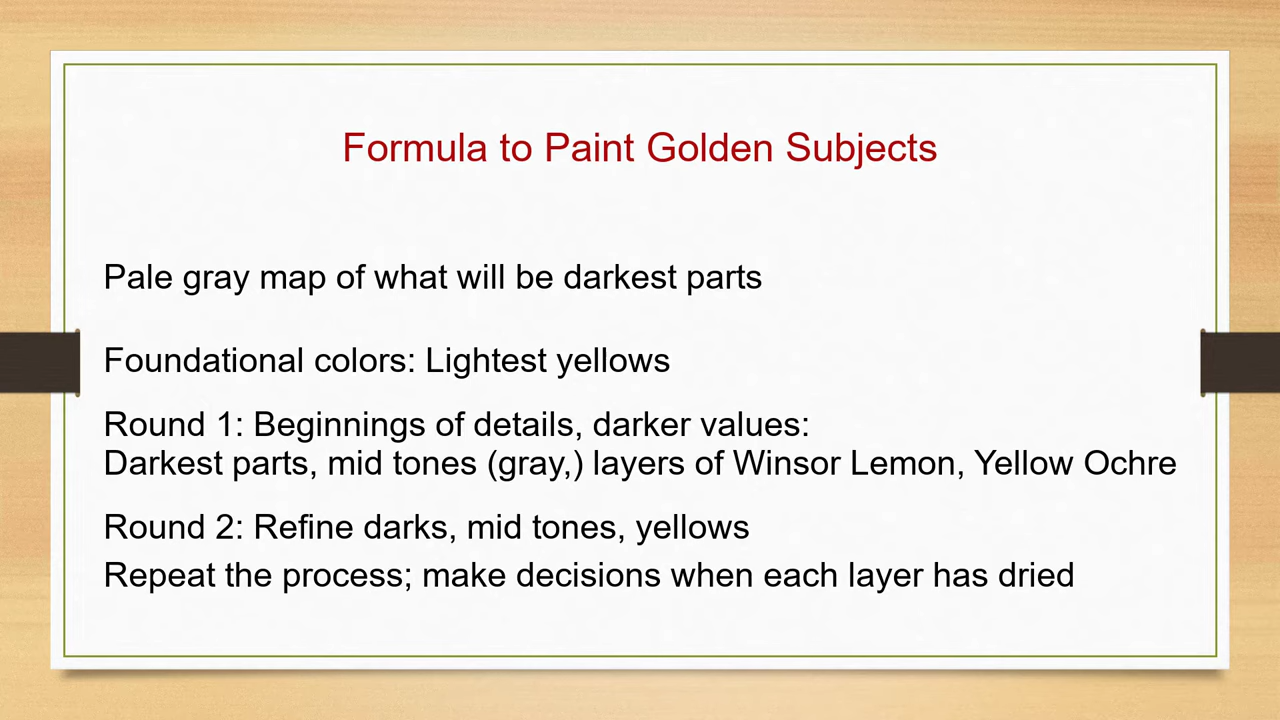 Formula to Paint Golden Subjects
Pale gray map of what will be darkest parts
Foundational colors: Lightest yellows
Round 1: Beginnings of details, darker values:
Darkest parts, mid tones (gray,) layers of Winsor Lemon, Yellow Ochre
Round 2: Refine darks, mid tones, yellows
Repeat the process; make decisions when each layer has dried